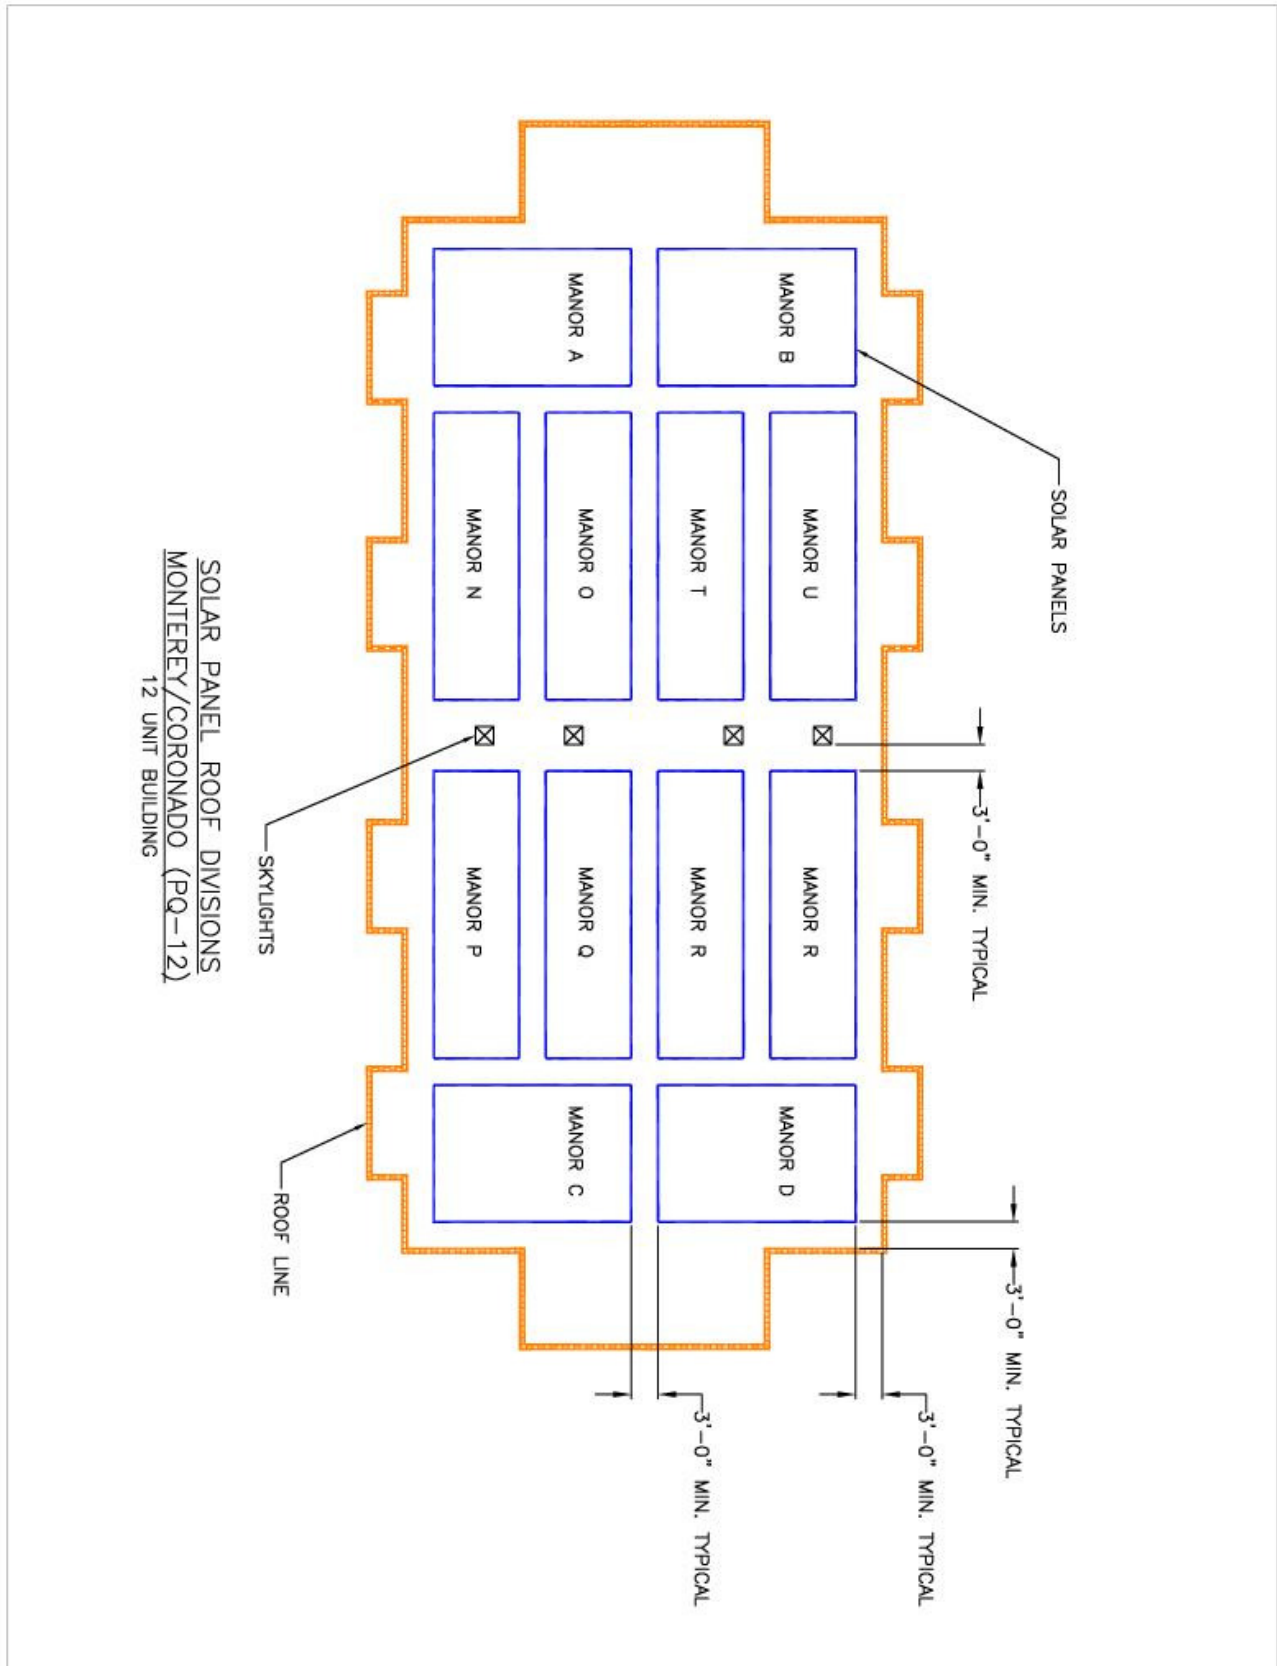 SOLAR PANELS
3'-0" MIN. TYPICAL
3'-0" MIN. TYPICAL
3'-0" MIN. TYPICAL
MANOR U
MANOR R
MANOR B
MANOR D
3'-0" MIN. TYPICAL
MANOR T
MANOR R
MANOR O
MANOR Q
MANOR A
MANOR C
MANOR N
MANOR P
ROOF LINE
SKYLIGHTS
SOLAR PANEL ROOF DIVISIONS
MONTEREY/CORONADO (PQ-12)
12 UNIT BUILDING